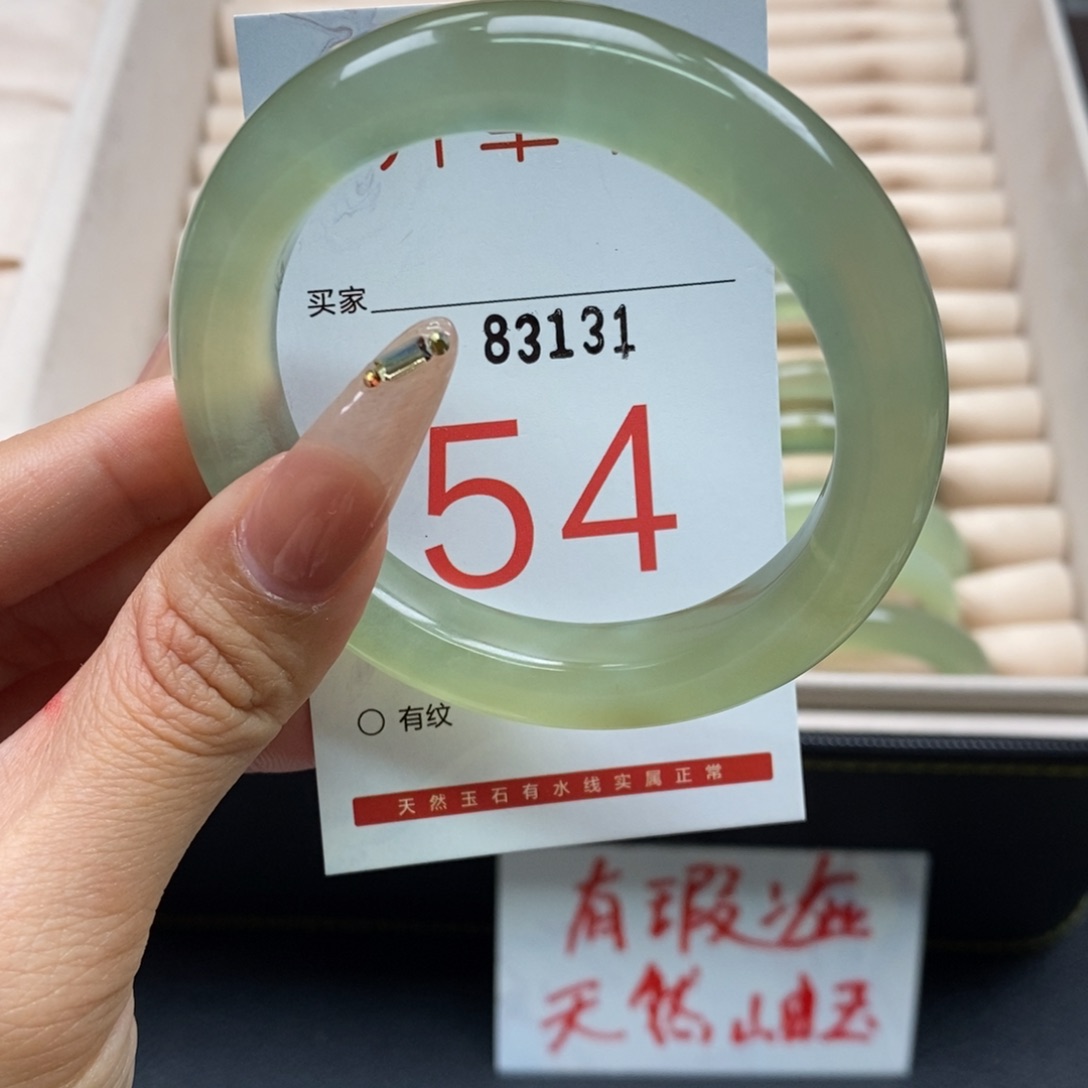 买家
83131
54
有纹
天然玉石有水线实属正常
有瑕疵
天然岫玉